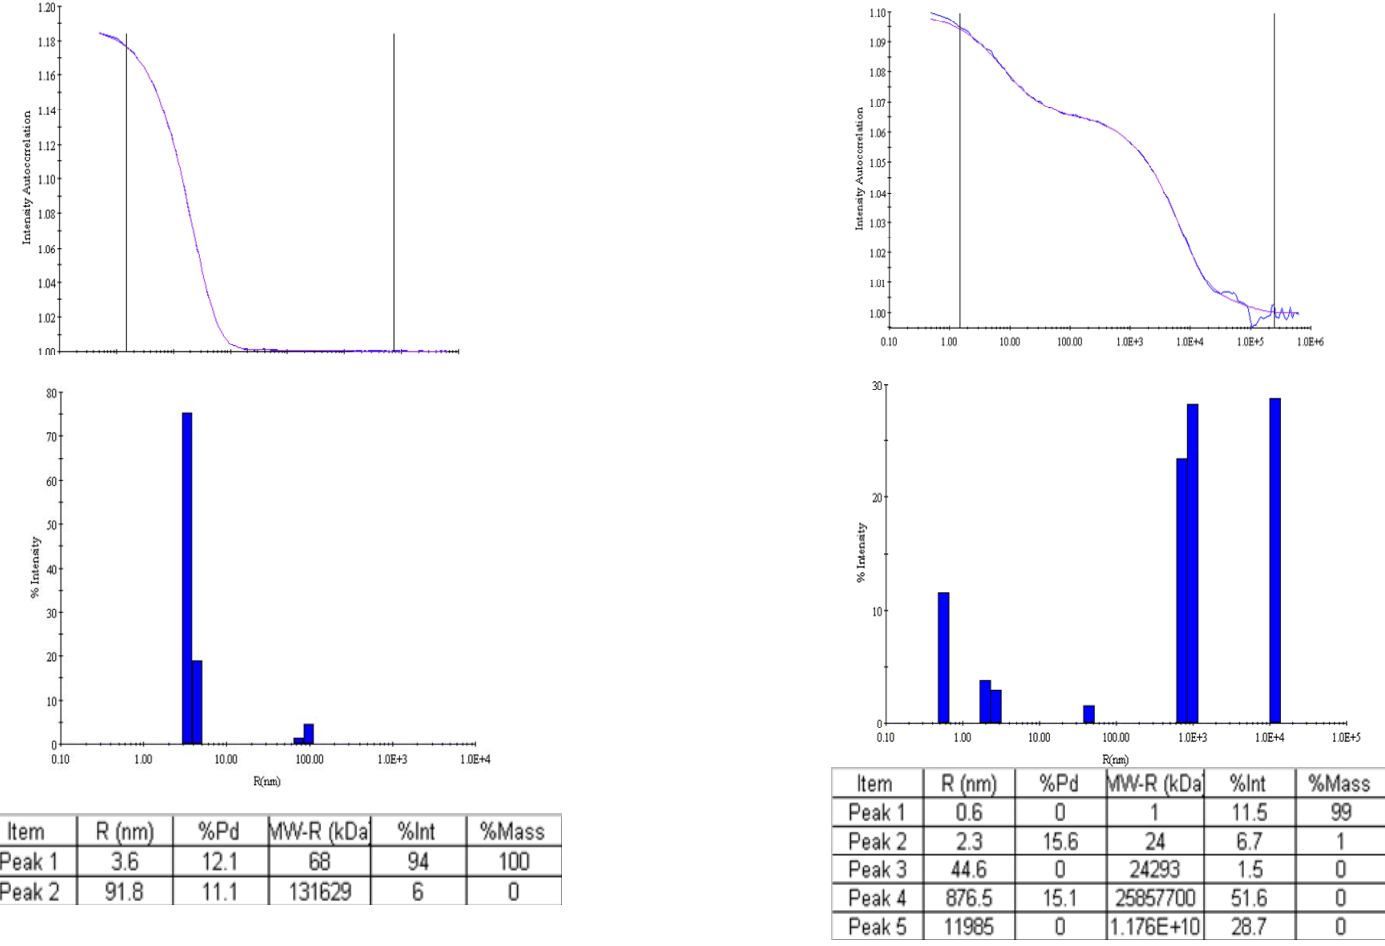 1.20
1.18
1.16
1.14
1.12
1.10
1.08
1.06
1.04
1.02
1.00
Intensity Autocorrelation
1.10
1.09
1.08
1.07
1.06
1.05
1.04
1.03
1.02
1.01
1.00
Intensity Autocorrelation
0.10 1.00 10.00 100.00 1.0E+3 1.0E+4 1.0E+5 1.0E+6
80
70
60
50
40
30
20
10
0
% Intensity
0.10 1.00 10.00 100.00 1.0E+3 1.0E+4
R(nm)
30
20
10
0
% Intensity
0.10 1.00 10.00 100.00 1.0E+3 1.0E+4 1.0E+5
R(nm)
Item R (nm) %Pd MW-R (kDa) %Int %Mass
Peak 1 3.6 12.1 68 94 100
Peak 2 91.8 11.1 131629 6 0
Item R (nm) %Pd MW-R (kDa %Int %Mass
Peak 1 0.6 0 1 11.5 99
Peak 2 2.3 15.6 24 6.7 1
Peak 3 44.6 0 24293 1.5 0
Peak 4 876.5 15.1 25857700 51.6 0
Peak 5 11985 0 1.176E+10 28.7 0